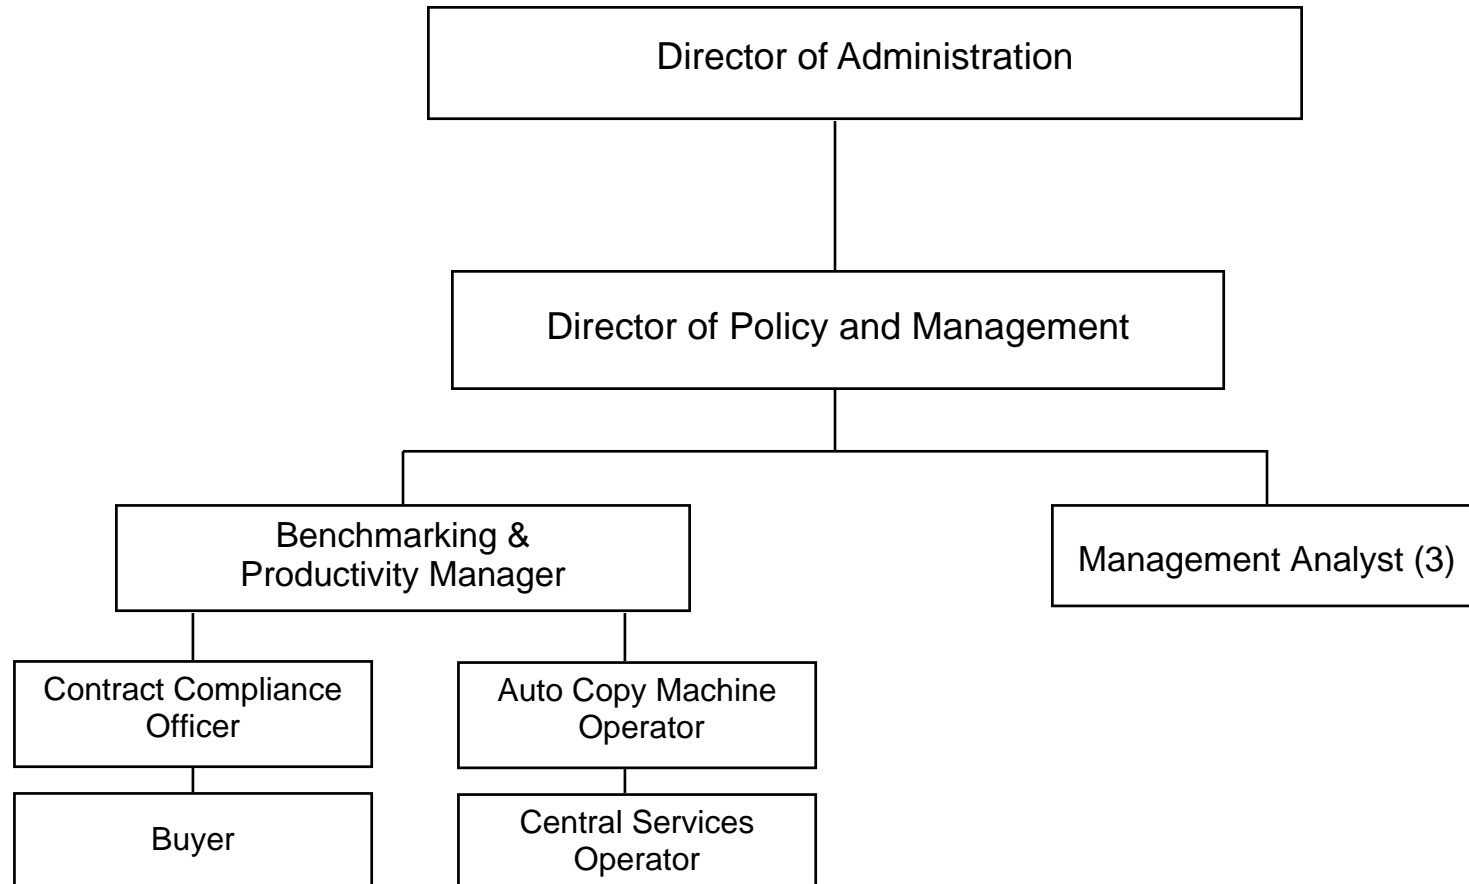 Director of Administration
Director of Policy and Management
Benchmarking &
Productivity Manager
Management Analyst (3)
Contract Compliance
Officer
Auto Copy Machine
Operator
Buyer
Central Services
Operator